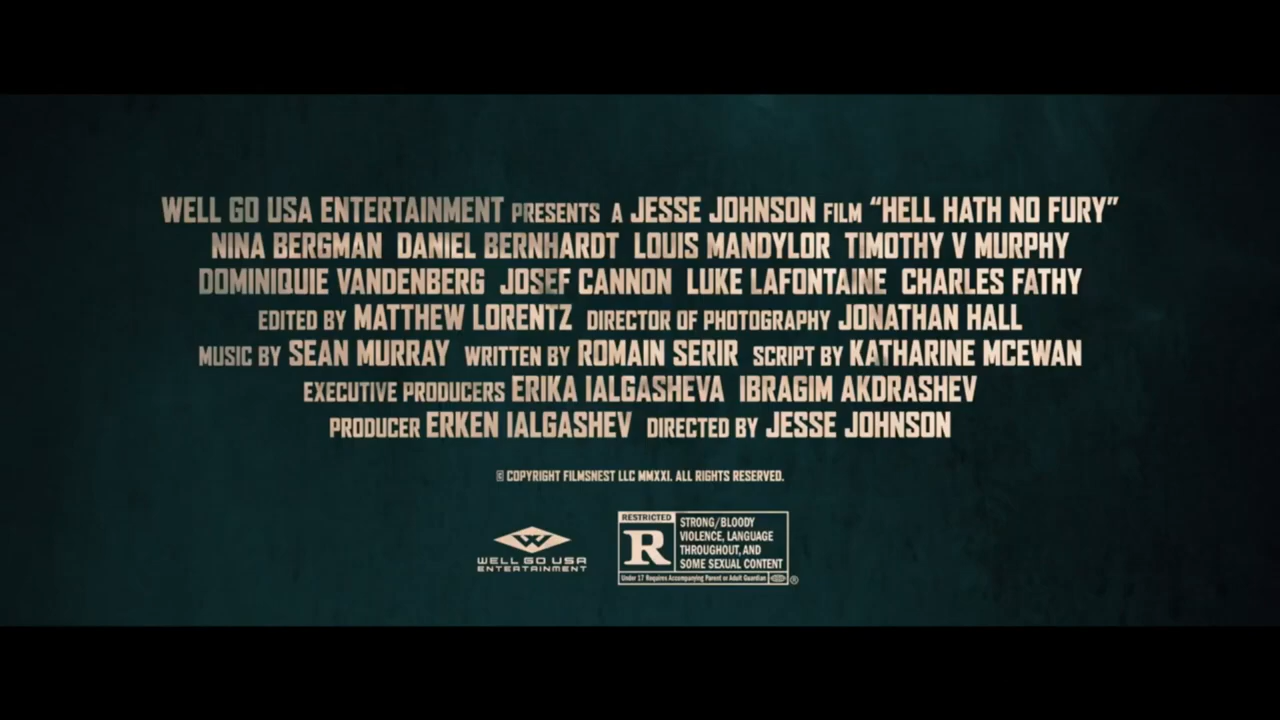 WELL GO USA ENTERTAINMENT PRESENTS A JESSE JOHNSON FILM “HELL HATH NO FURY”
NINA BERGMAN DANIEL BERNHARDT LOUIS MANDYLOR TIMOTHY V MURPHY
DOMINIQUIE VANDENBERG JOSEF CANNON LUKE LAFONTAINE CHARLES FATHY
EDITED BY MATTHEW LORENTZ DIRECTOR OF PHOTOGRAPHY JONATHAN HALL
MUSIC BY SEAN MURRAY WRITTEN BY ROMAIN SERIR SCRIPT BY KATHARINE MCEWAN
EXECUTIVE PRODUCERS ERIKA IALGASHEVA IBRAGIM AKDRASHEV
PRODUCER ERKEN IALGASHEV DIRECTED BY JESSE JOHNSON
© COPYRIGHT FILMSNEST LLC MMXXI. ALL RIGHTS RESERVED.
WELL GO USA
ENTERTAINMENT
RESTRICTED
R
STRONG/BLOODY
VIOLENCE, LANGUAGE
THROUGHOUT, AND
SOME SEXUAL CONTENT
Under 17 Requires Accompanying Parent or Adult Guardian ®